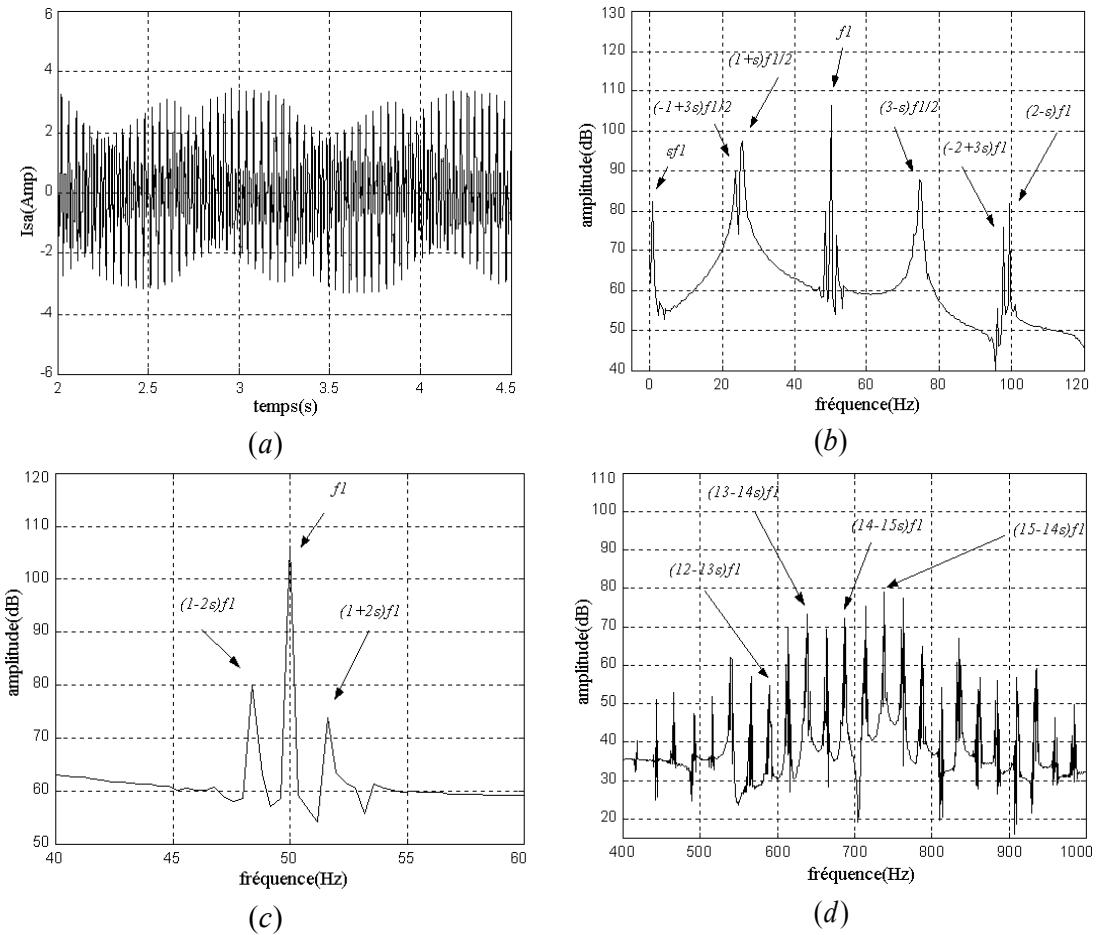 6
4
2
0
-2
-4
-6
2
2.5
3
3.5
4
4.5
Isa(Amp)
temps(s)
(a)
130
120
110
100
90
80
70
60
50
40
0
20
40
60
80
100
120
amplitude(dB)
fréquence(Hz)
f1
(1+s)f1/2
(-1+3s)f1/2
(3-s)f1/2
(2-s)f1
(-2+3s)f1
sf1
(b)
120
110
100
90
80
70
60
50
40
45
50
55
60
amplitude(dB)
fréquence(Hz)
f1
(1-2s)f1
(1+2s)f1
(c)
110
100
90
80
70
60
50
40
30
20
400
500
600
700
800
900
1000
amplitude(dB)
fréquence(Hz)
(13-14s)f1
(14-15s)f1
(15-14s)f1
(12-13s)f1
(d)